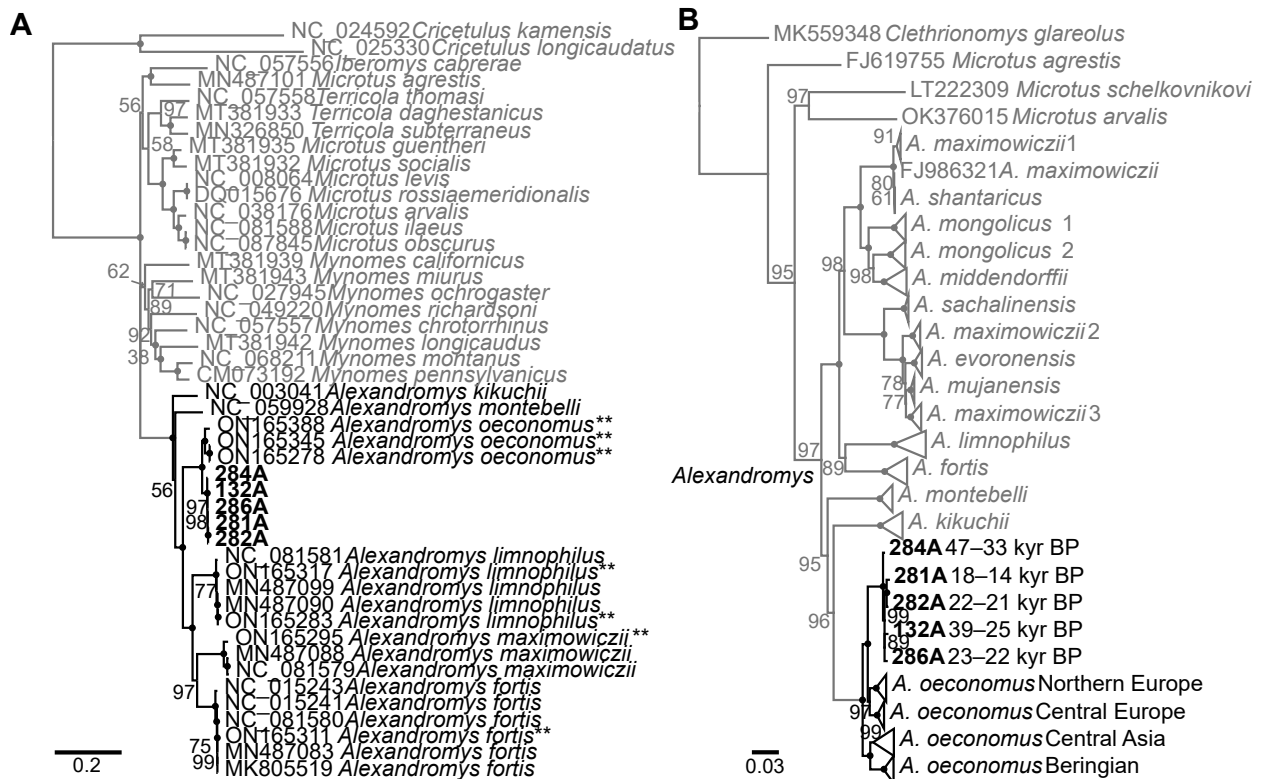 A
NC_024592 Cricetulus kamensis
NC_025330 Cricetulus longicaudatus
NC_057556 Iberomys cabrerae
MN487101 Microtus agrestis
NC_057558 Terricola thomasi
56
97
MT381933 Terricola daghestanicus
MN326850 Terricola subterraneus
58
MT381935 Microtus guentheri
MT381932 Microtus socialis
NC_008064 Microtus levis
DQ015676 Microtus rossiaemeridionalis
NC_038176 Microtus arvalis
NC_081588 Microtus ilaeus
NC_087845 Microtus obscurus
MT381939 Mynomes californicus
62
MT381943 Mynomes miurus
71
NC_027945 Mynomes ochrogaster
89
NC_049220 Mynomes richardsoni
NC_057557 Mynomes chrotorrhinus
92
MT381942 Mynomes longicaudus
38
NC_068211 Mynomes montanus
CM073192 Mynomes pennsylvanicus
NC_003041 Alexandromys kikuchii
NC_059928 Alexandromys montebelli
ON165388 Alexandromys oeconomus**
ON165345 Alexandromys oeconomus**
ON165278 Alexandromys oeconomus**
284A
56
132A
97
286A
98
281A
282A
NC_081581 Alexandromys limnophilus
ON165317 Alexandromys limnophilus**
77
MN487099 Alexandromys limnophilus
MN487090 Alexandromys limnophilus
ON165283 Alexandromys limnophilus**
ON165295 Alexandromys maximowiczii**
MN487088 Alexandromys maximowiczii
NC_081579 Alexandromys maximowiczii
97
NC_015243 Alexandromys fortis
NC_015241 Alexandromys fortis
NC_081580 Alexandromys fortis
ON165311 Alexandromys fortis**
75
MN487083 Alexandromys fortis
99
MK805519 Alexandromys fortis
0.2
B
MK559348 Clethrionomys glareolus
FJ619755 Microtus agrestis
LT222309 Microtus schelkovnikovi
97
OK376015 Microtus arvalis
91
A. maximowiczii1
FJ986321 A. maximowiczii
80
61
A. shantaricus
A. mongolicus 1
A. mongolicus 2
95
98
98
A. middendorffii
A. sachalinensis
A. maximowiczii 2
A. evoronensis
78
A. mujanensis
77
A. maximowiczii 3
A. limnophilus
97
89
A. fortis
Alexandromys
A. montebelli
A. kikuchii
284A 47–33 kyr BP
95
281A 18–14 kyr BP
282A 22–21 kyr BP
99
96
132A 39–25 kyr BP
89
286A 23–22 kyr BP
A. oeconomus Northern Europe
97
A. oeconomus Central Europe
99
A. oeconomus Central Asia
A. oeconomus Beringian
0.03